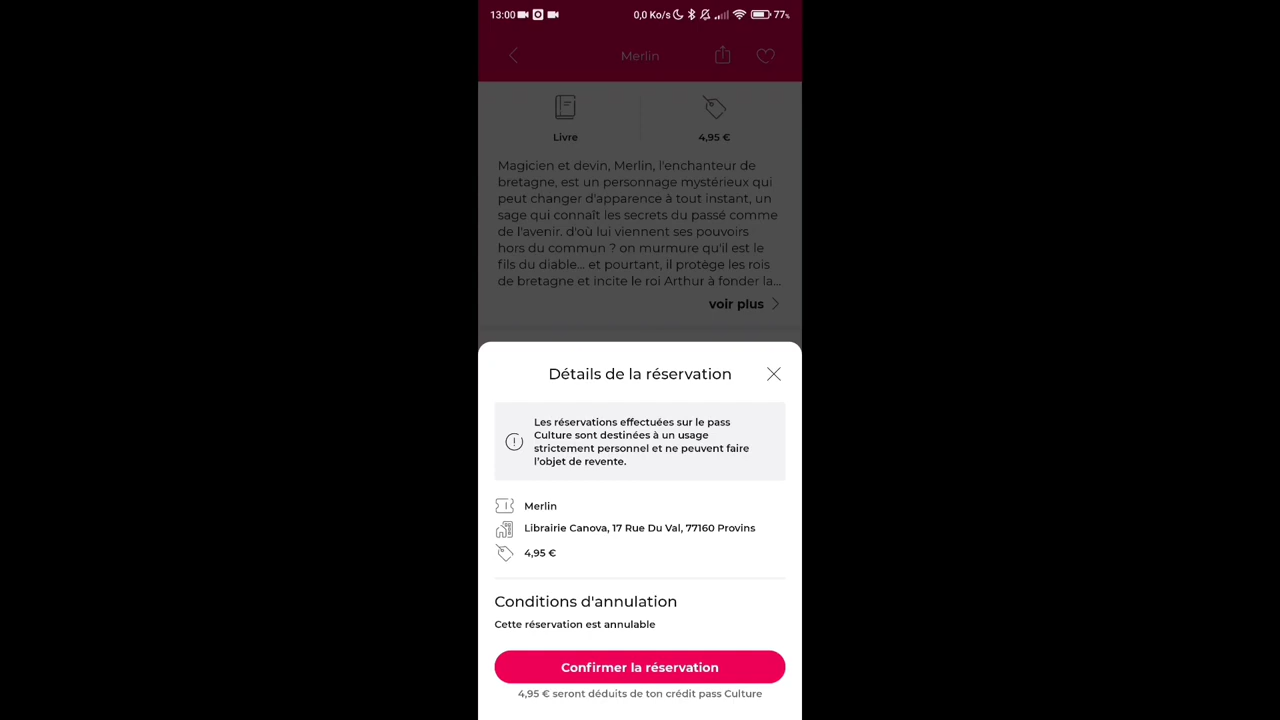 13:00 0,0 Ko/s 77%
Merlin
Livre
4,95 €
Magicien et devin, Merlin, l'enchanteur de
bretagne, est un personnage mystérieux qui
peut changer d'apparence à tout instant, un
sage qui connaît les secrets du passé comme
de l'avenir. d'où lui viennent ses pouvoirs
hors du commun ? on murmure qu'il est le
fils du diable... et pourtant, il protège les rois
de bretagne et incite le roi Arthur à fonder la...
voir plus
Détails de la réservation
Les réservations effectuées sur le pass
Culture sont destinées à un usage
strictement personnel et ne peuvent faire
l'objet de revente.
Merlin
Librairie Canova, 17 Rue Du Val, 77160 Provins
4,95 €
Conditions d'annulation
Cette réservation est annulable
Confirmer la réservation
4,95 € seront déduits de ton crédit pass Culture